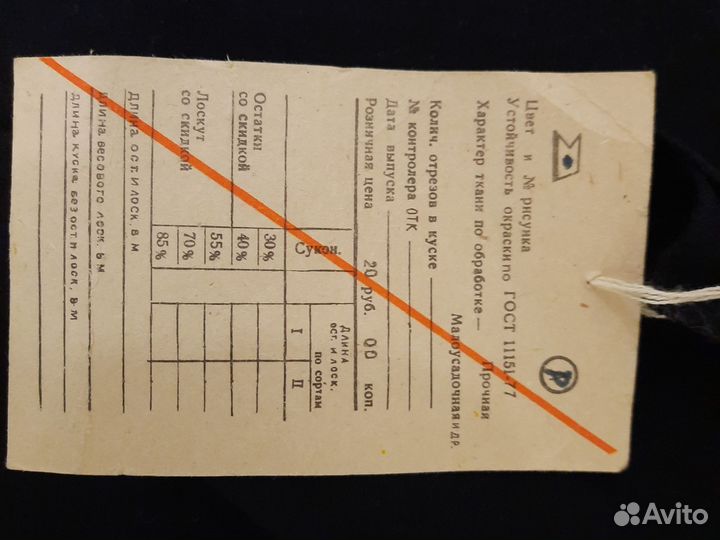 Цвет и № рисунка
Устойчивость окраски по ГОСТ 11151-77
Прочная
Характер ткани по обработке —
Малоусадочная и др.
Колич. отрезов в куске
№ контролера ОТК
Дата выпуска
Розничная цена 20 руб. 00 коп.
Сукон.
Длина ост. и лоск. по сортам
I II
Остатки со скидкой
30%
40%
Лоскут со скидкой
55%
70%
85%
Длина ост. и лоск. в м
Длина весового лоск. в м
Длина куска без ост. и лоск. в м
Р
Avito